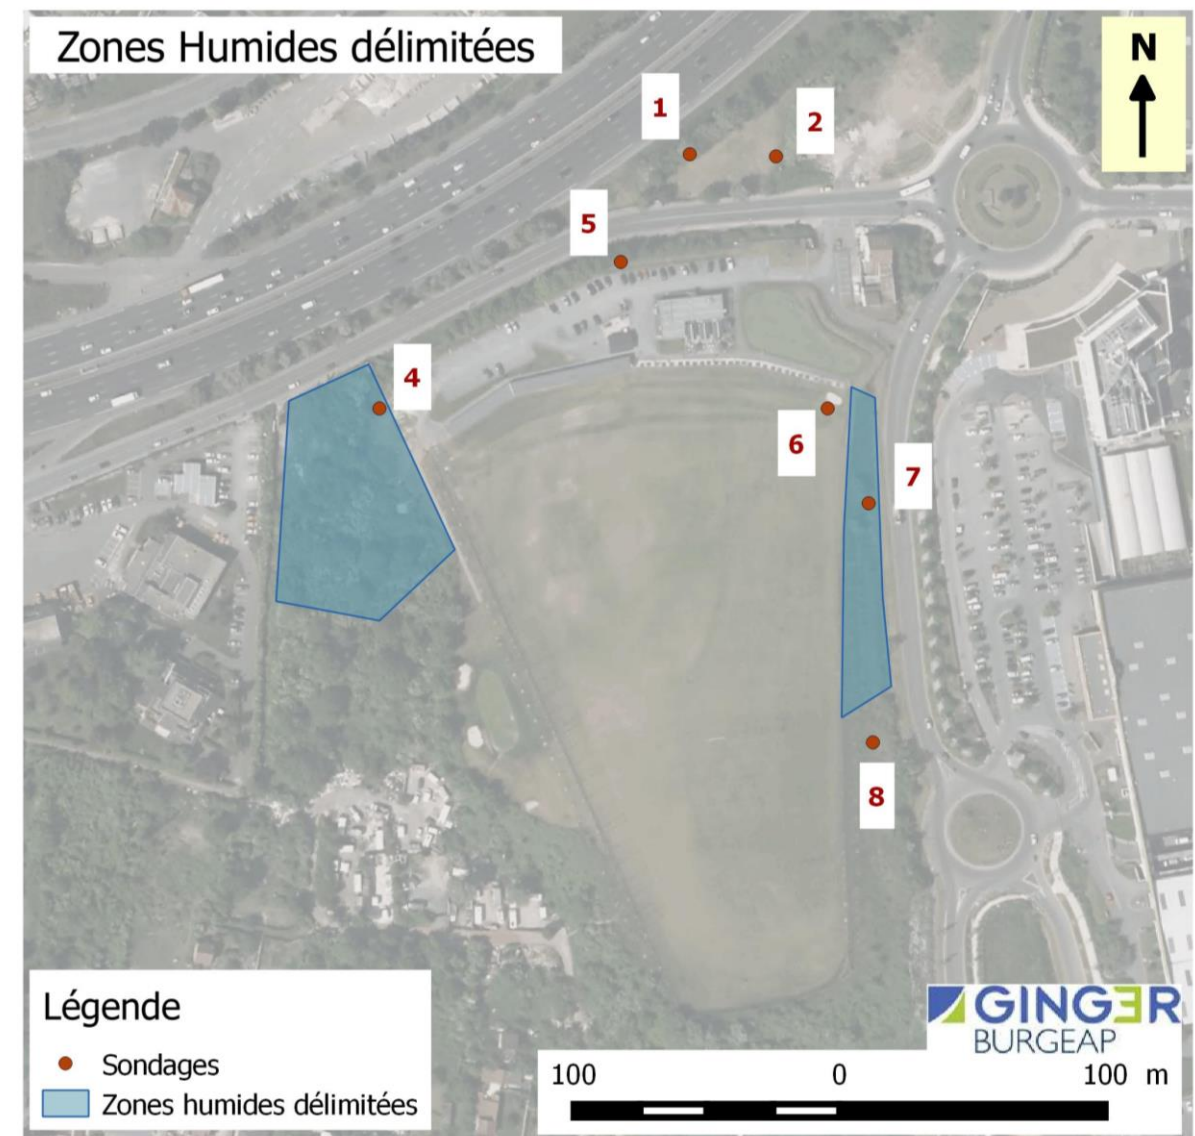 Zones Humides délimitées
N
1
2
5
4
6
7
8
Légende
Sondages
Zones humides délimitées
GINGER
BURGEAP
100 0 100 m